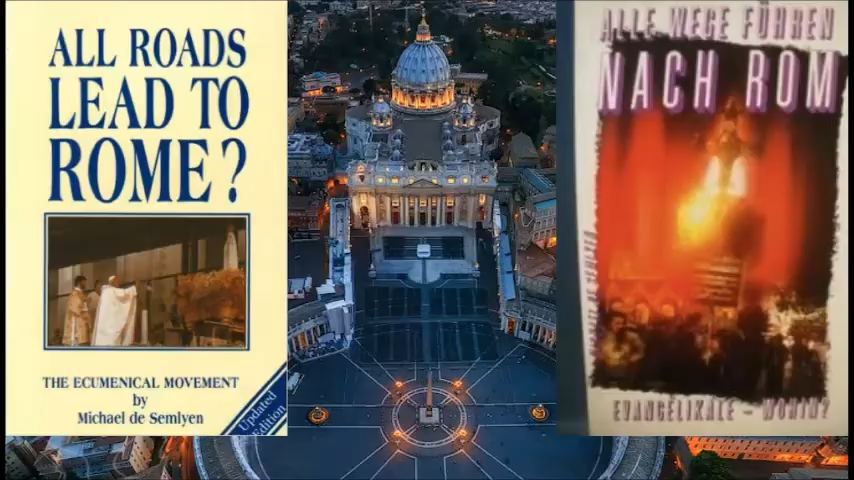 ALL ROADS
LEAD TO
ROME?
THE ECUMENICAL MOVEMENT
by
Michael de Semlyen
Updated
Edition
ALLE WEGE FÜHREN
NACH ROM
EVANGELIKALE – WOHIN?